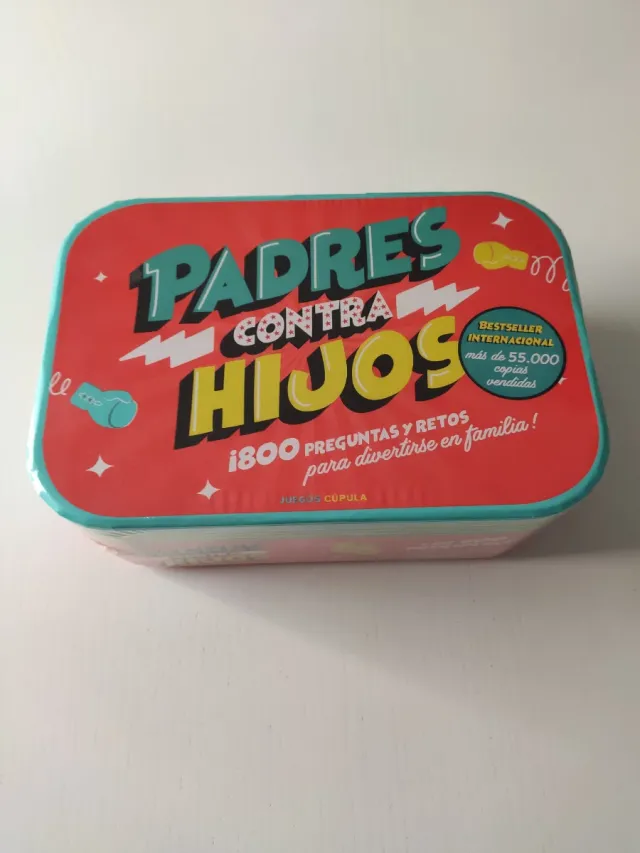 PADRES
CONTRA
HIJOS
BESTSELLER
INTERNACIONAL
más de 55.000
copias
vendidas
¡800 PREGUNTAS Y RETOS
para divertirse en familia!
JUEGOS CÚPULA